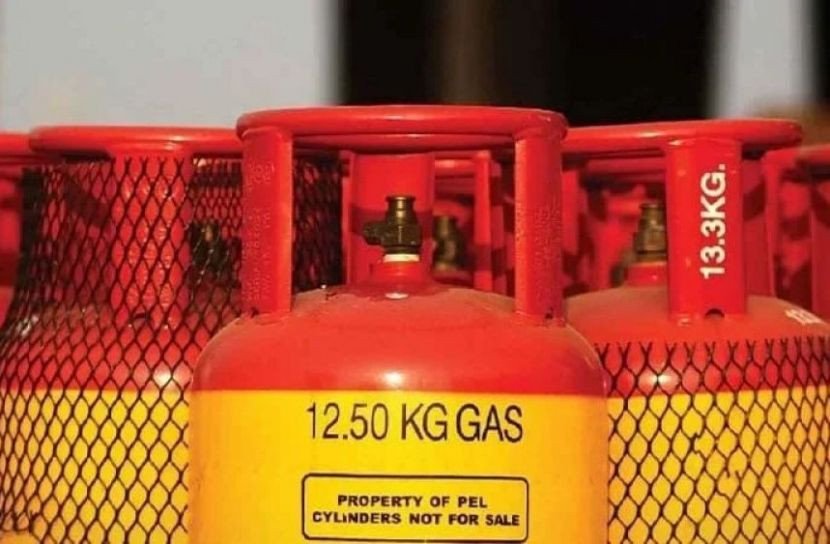 12.50 KG GAS
PROPERTY OF PEL
CYLINDERS NOT FOR SALE
13.3KG.